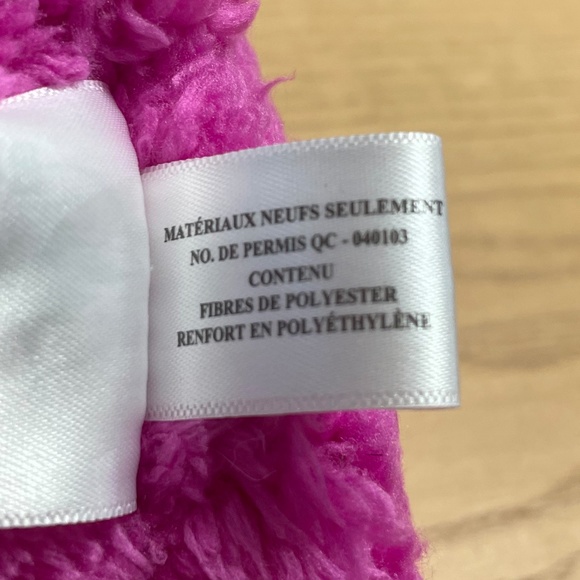 MATÉRIAUX NEUFS SEULEMENT
NO. DE PERMIS QC - 040103
CONTENU
FIBRES DE POLYESTER
RENFORT EN POLYÉTHYLÈNE